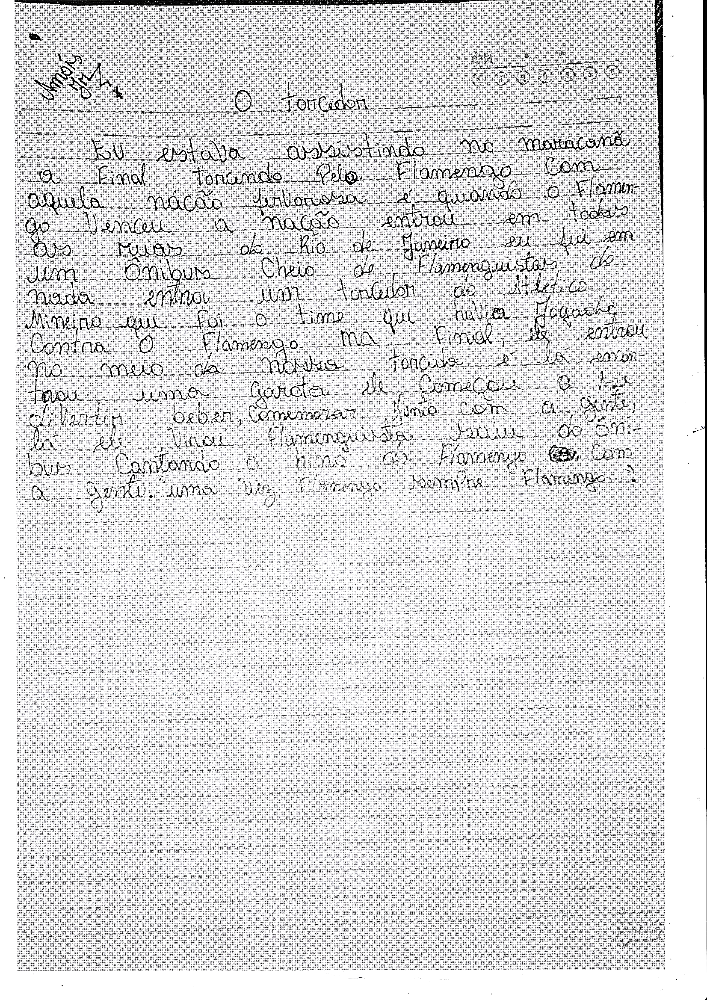 data
S T Q Q S S D
Amós
Jr
O torcedor
Eu estava assistindo no maracanã
a Final torcendo Pelo Flamengo Com
aquela nação fervorosa é quando o Flamen-
go Venceu a nação entrou em todas
as ruas do Rio de Janeiro eu fui em
um Ônibus Cheio de Flamenguistas do
nada entrou um torcedor do Atletico
Mineiro que Foi o time que havia Jogado
Contra O Flamengo na Final, ele entrou
no meio da nossa torcida é lá encon-
trou uma garota ele Começou a se
diVertir beber, Comemorar Junto com a gente,
lá ele Virou Flamenguista saiu do ôni-
bus Cantando o hino do Flamengo Com
a gente. "uma Vez Flamengo sempre Flamengo..."